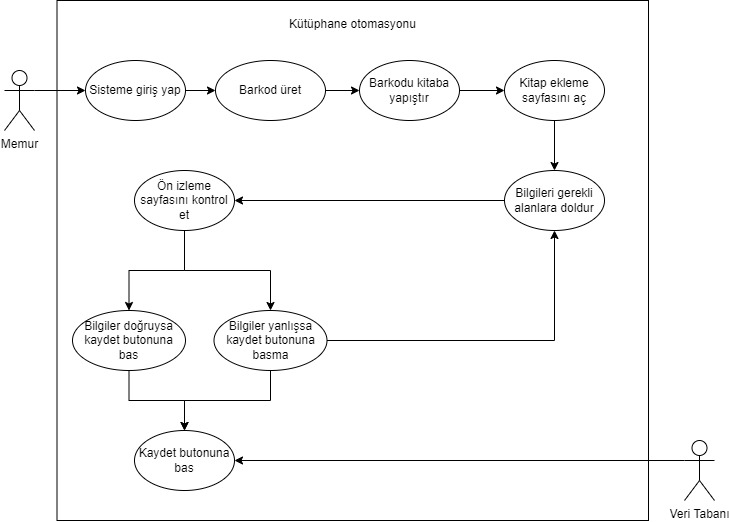 Kütüphane otomasyonu
Sisteme giriş yap
Barkod üret
Barkodu kitaba
yapıştır
Kitap ekleme
sayfasını aç
Memur
Ön izleme
sayfasını kontrol
et
Bilgileri gerekli
alanlara doldur
Bilgiler doğruysa
kaydet butonuna
bas
Bilgiler yanlışsa
kaydet butonuna
basma
Kaydet butonuna
bas
Veri Tabanı